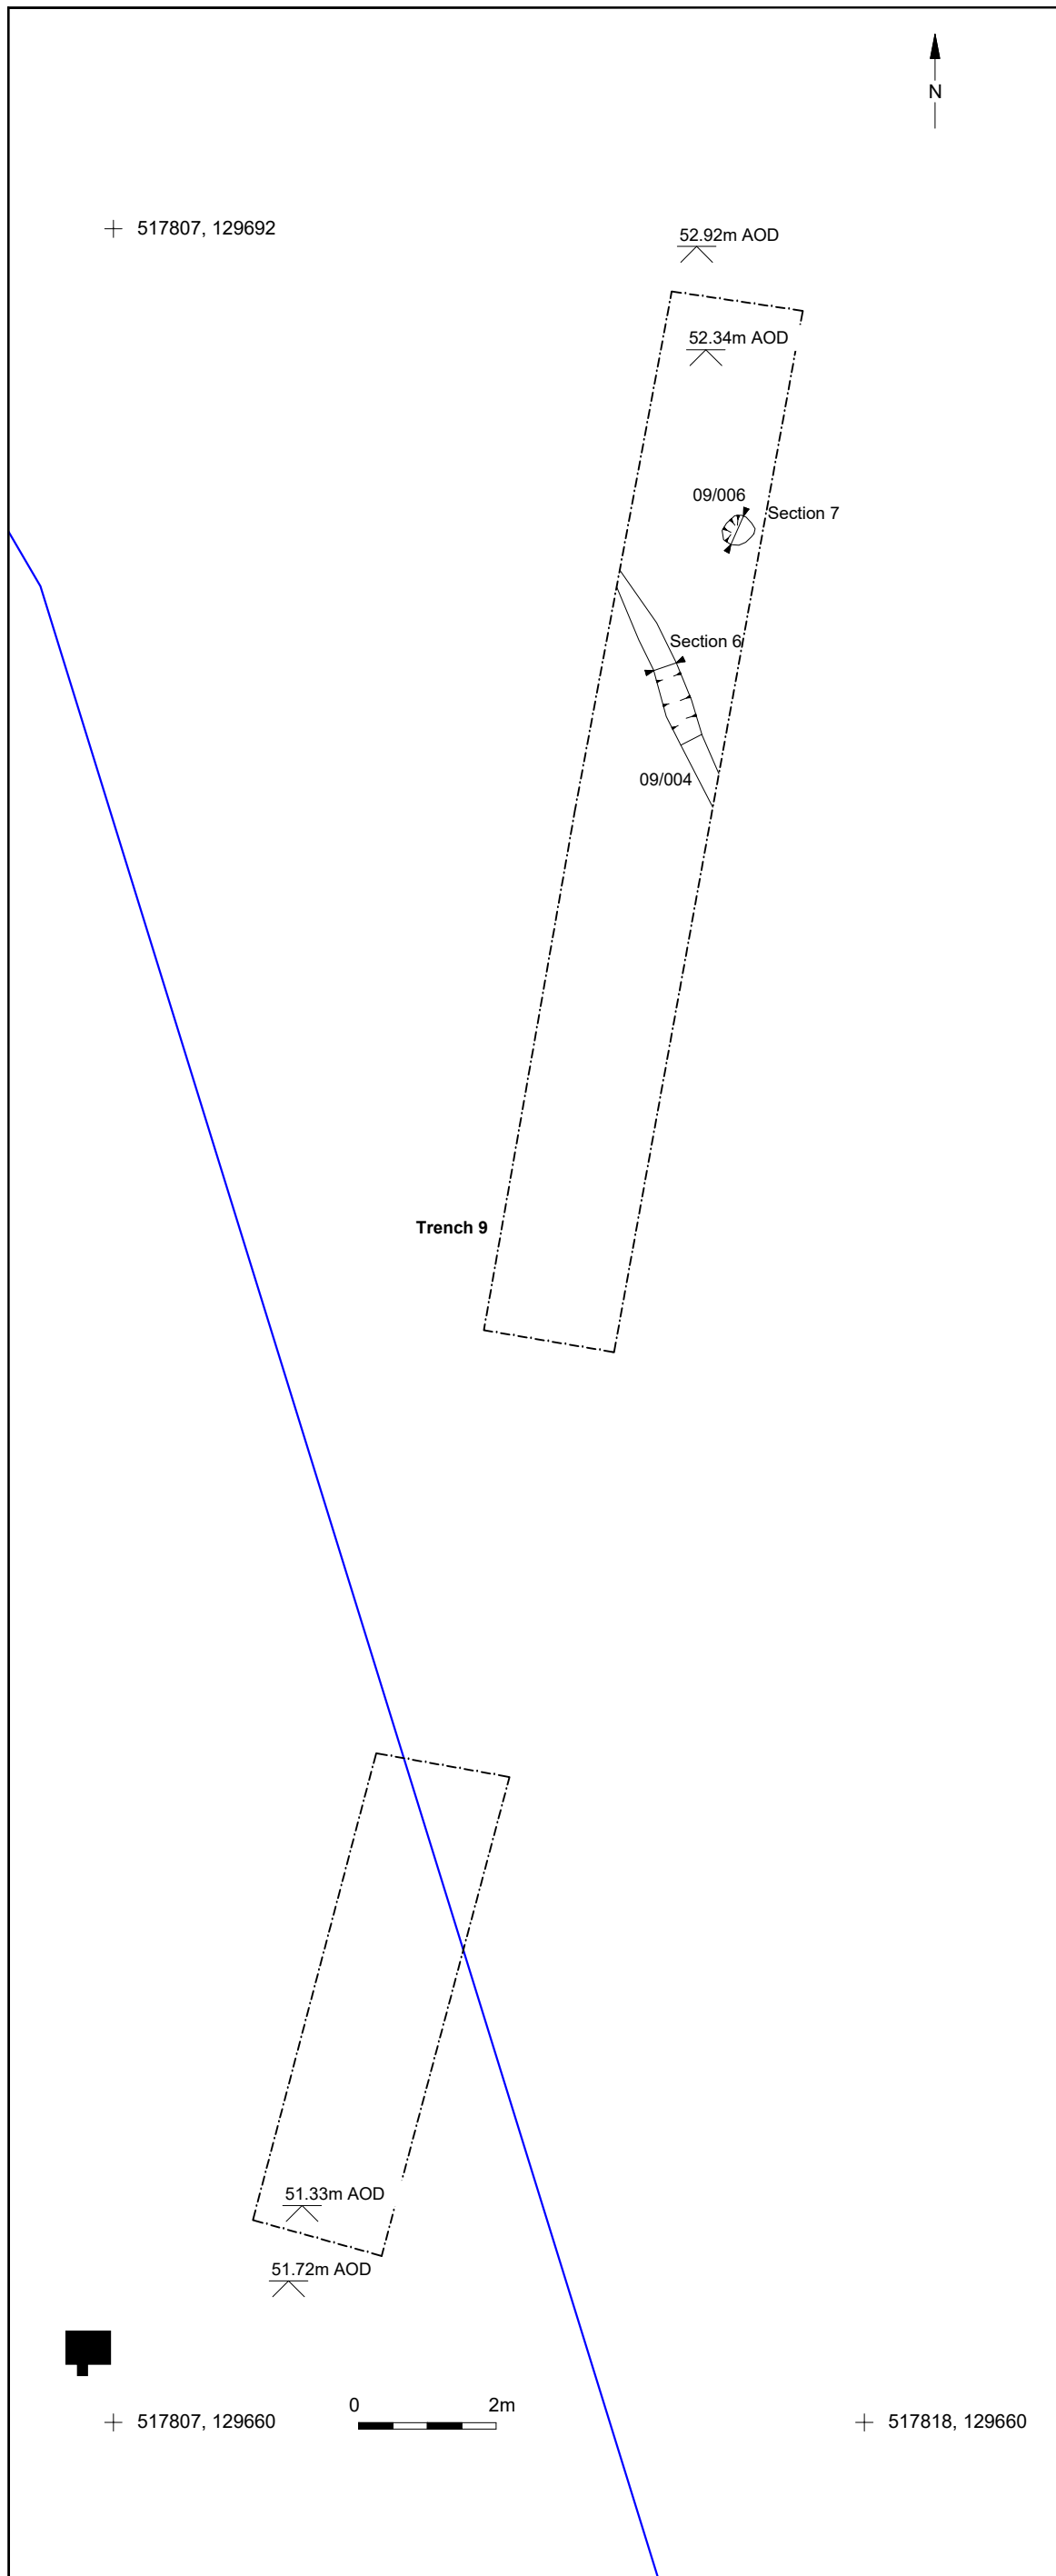 N
517807, 129692
52.92m AOD
52.34m AOD
09/006
Section 7
Section 6
09/004
Trench 9
51.33m AOD
51.72m AOD
0 2m
517807, 129660
517818, 129660